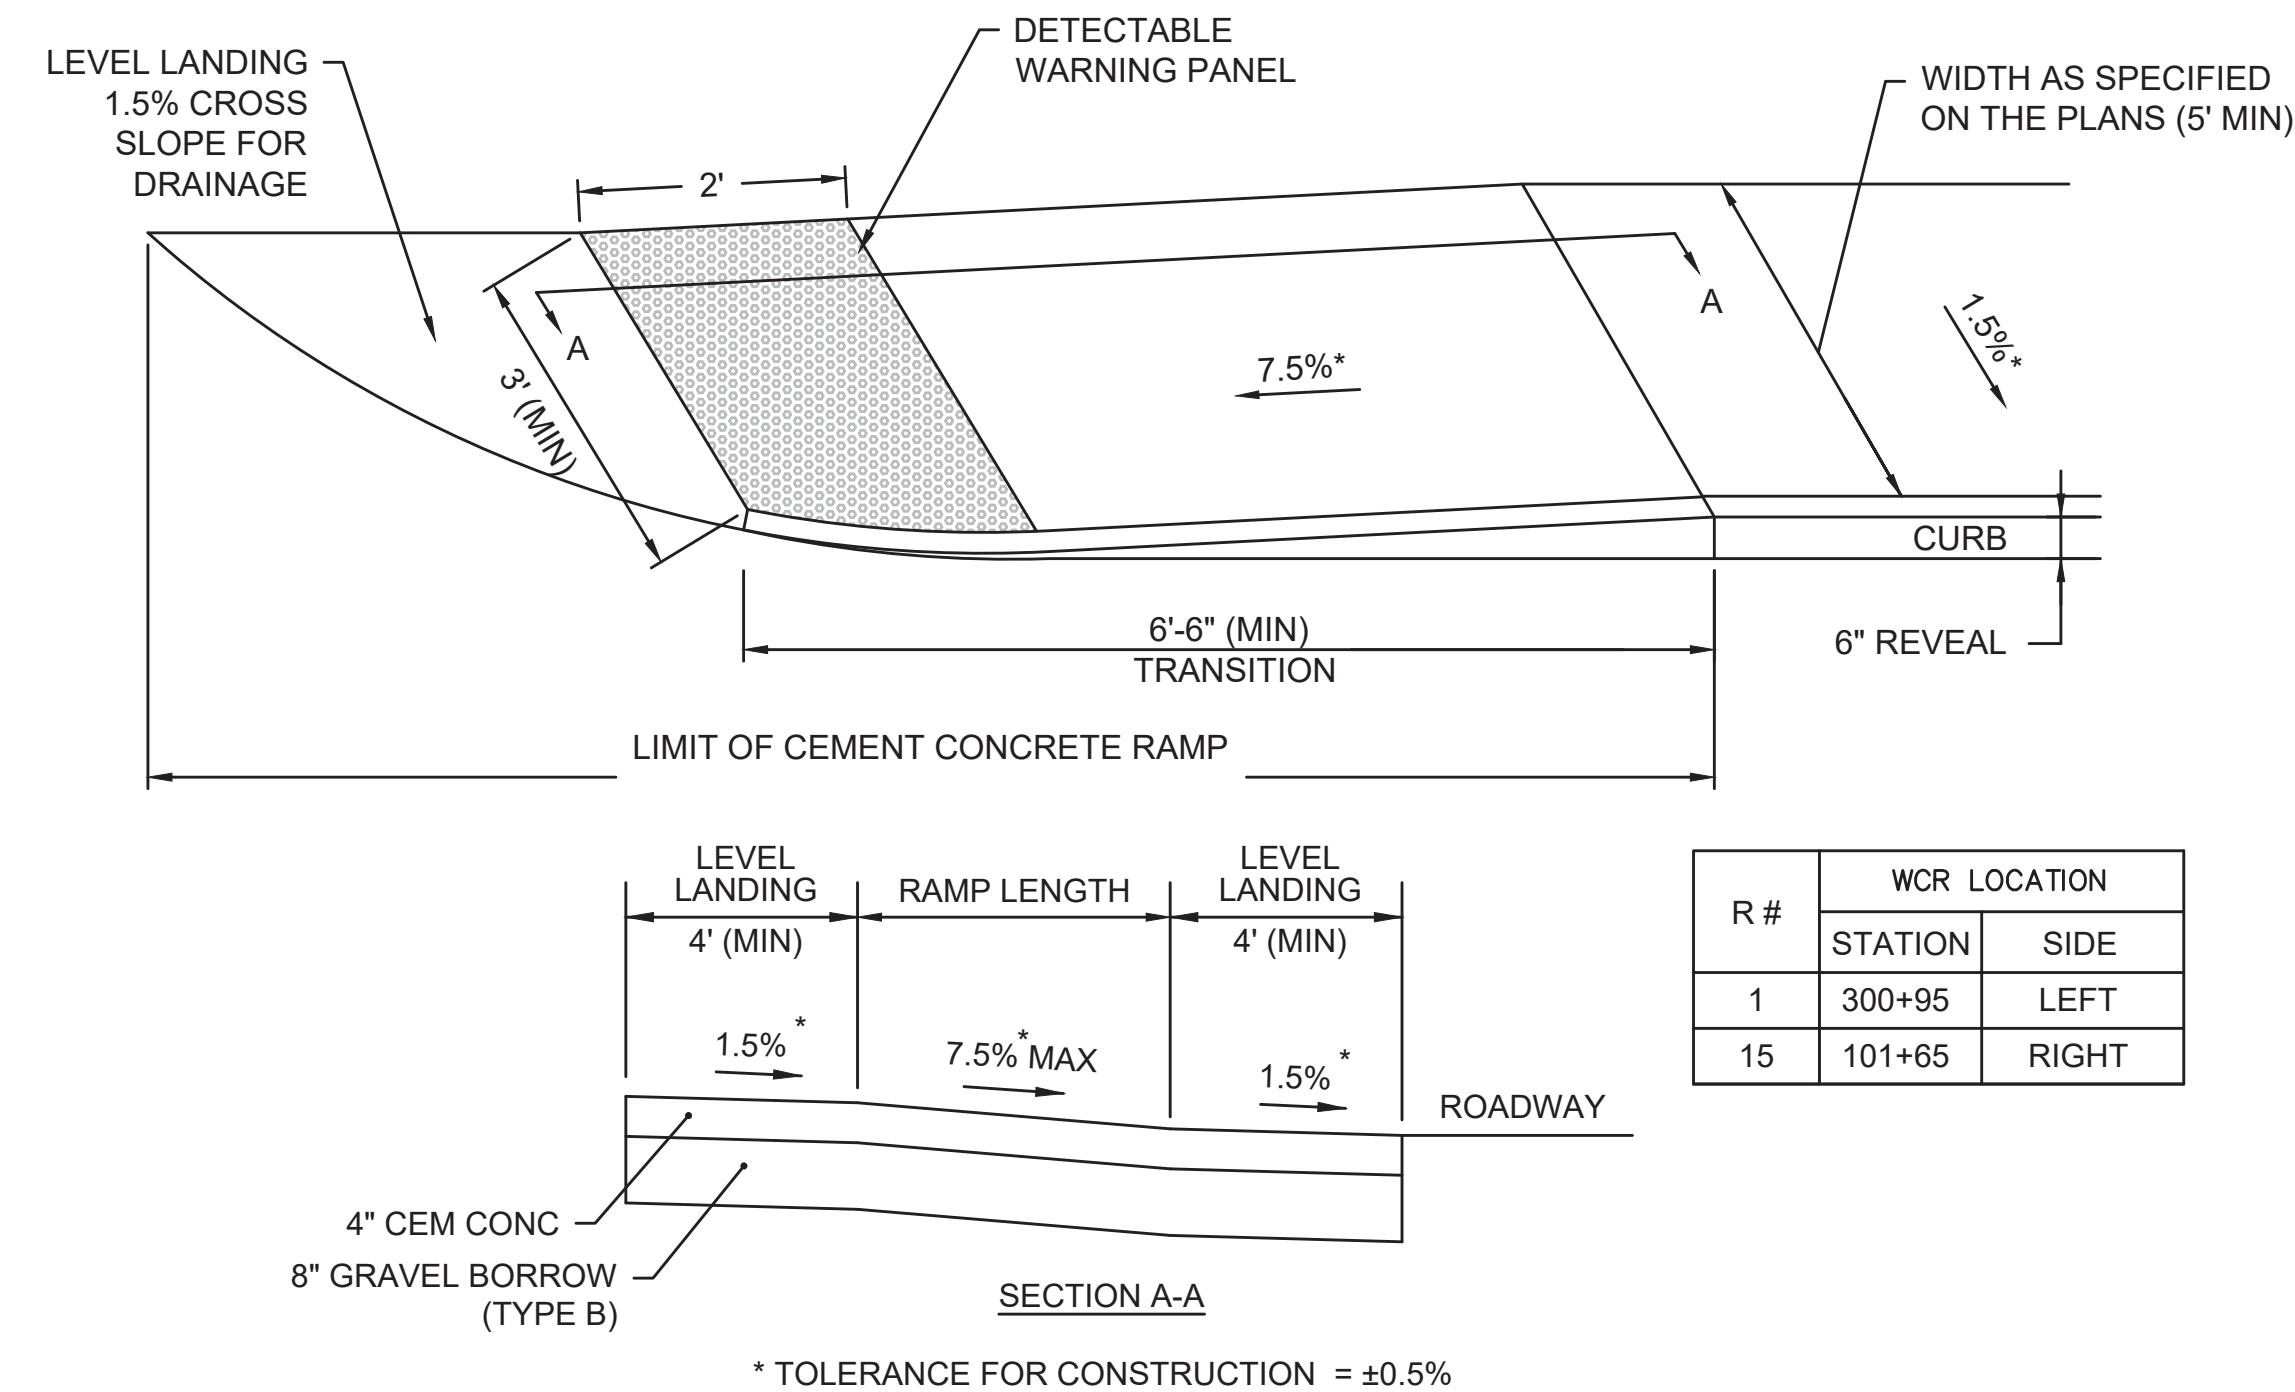 DETECTABLE
WARNING PANEL
LEVEL LANDING
1.5% CROSS
SLOPE FOR
DRAINAGE
WIDTH AS SPECIFIED
ON THE PLANS (5' MIN)
2'
A
A
3' (MIN)
7.5%*
1.5%*
CURB
6'-6" (MIN)
TRANSITION
6" REVEAL
LIMIT OF CEMENT CONCRETE RAMP
LEVEL
LANDING
4' (MIN)
RAMP LENGTH
LEVEL
LANDING
4' (MIN)
1.5% *
7.5%* MAX
1.5% *
ROADWAY
4" CEM CONC
8" GRAVEL BORROW
(TYPE B)
SECTION A-A
R # WCR LOCATION
STATION SIDE
1 300+95 LEFT
15 101+65 RIGHT
* TOLERANCE FOR CONSTRUCTION = ±0.5%